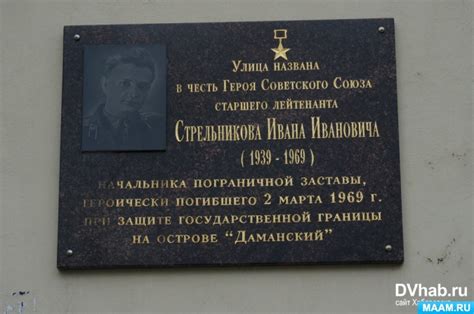 Улица названа
в честь Героя Советского Союза
старшего лейтенанта
Стрельникова Ивана Ивановича
(1939 - 1969)
начальника пограничной заставы,
героически погибшего 2 марта 1969 г.
при защите государственной границы
на острове "Даманский"
DVhab.ru
MAAM.RU